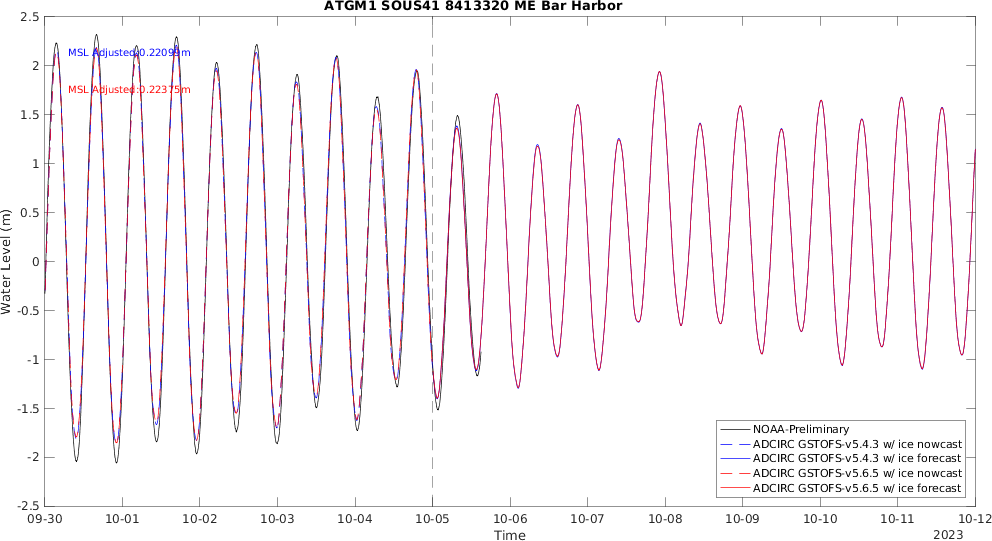 ATGM1 SOUS41 8413320 ME Bar Harbor
MSL Adjusted:0.22099m
MSL Adjusted:0.22375m
Water Level (m)
2.5
2
1.5
1
0.5
0
-0.5
-1
-1.5
-2
-2.5
NOAA-Preliminary
ADCIRC GSTOFS-v5.4.3 w/ ice nowcast
ADCIRC GSTOFS-v5.4.3 w/ ice forecast
ADCIRC GSTOFS-v5.6.5 w/ ice nowcast
ADCIRC GSTOFS-v5.6.5 w/ ice forecast
09-30 10-01 10-02 10-03 10-04 10-05 10-06 10-07 10-08 10-09 10-10 10-11 10-12
Time
2023